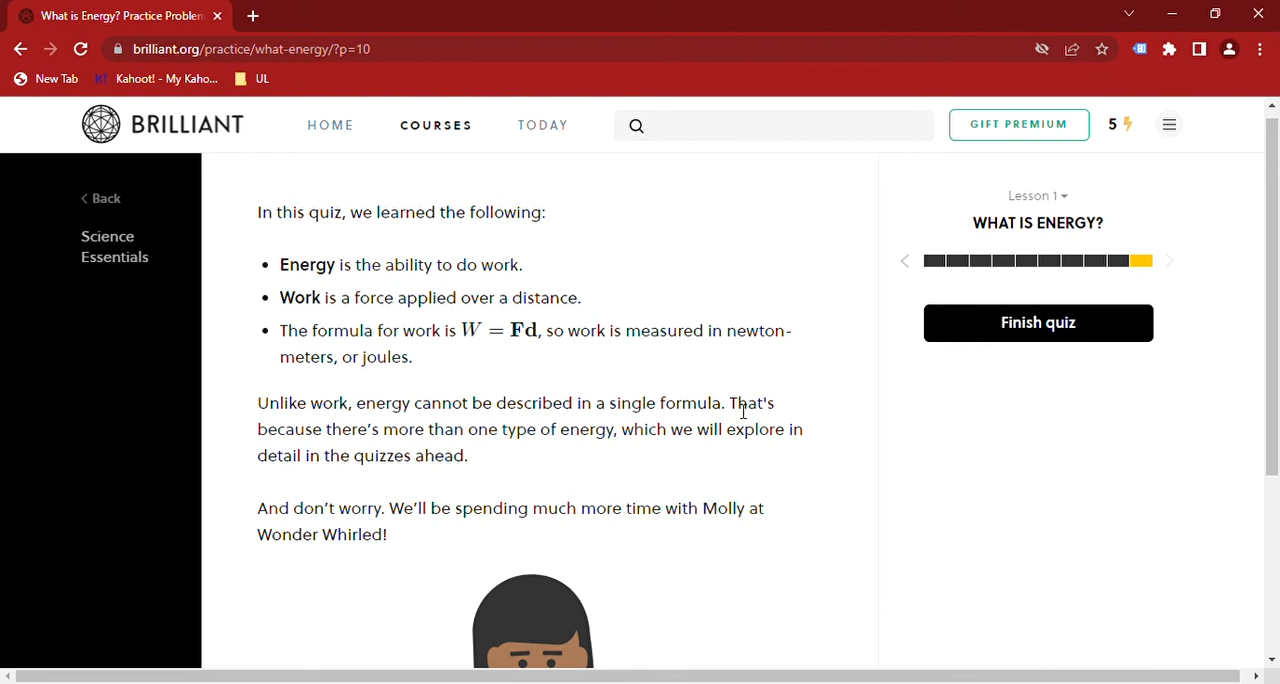 What is Energy? Practice Problem
brilliant.org/practice/what-energy/?p=10
New Tab
Kahoot! - My Kaho...
UL
BRILLIANT
HOME
COURSES
TODAY
GIFT PREMIUM
5
< Back
Science
Essentials
In this quiz, we learned the following:
• Energy is the ability to do work.
• Work is a force applied over a distance.
• The formula for work is W = Fd, so work is measured in newton-
meters, or joules.
Unlike work, energy cannot be described in a single formula. That's
because there's more than one type of energy, which we will explore in
detail in the quizzes ahead.
And don't worry. We'll be spending much more time with Molly at
Wonder Whirled!
Lesson 1
WHAT IS ENERGY?
Finish quiz